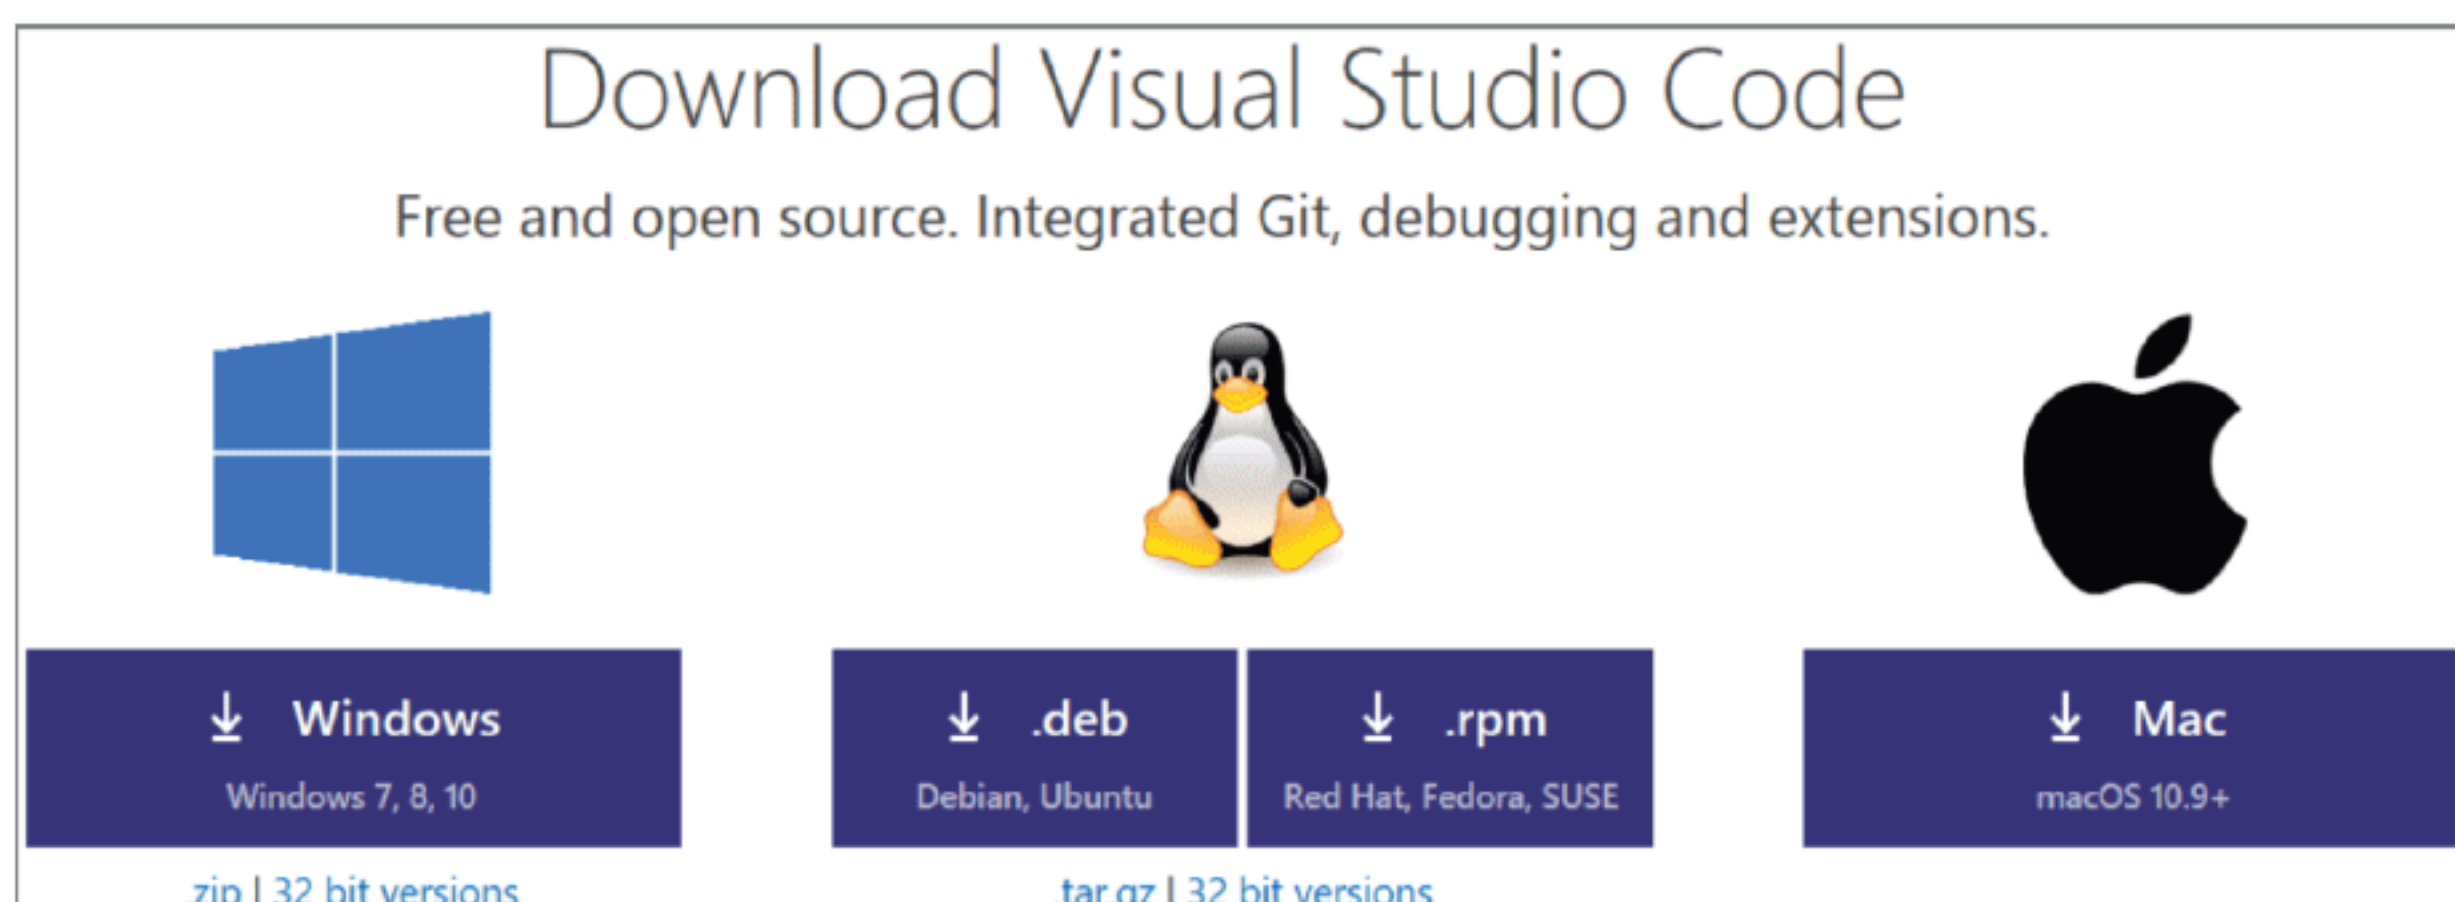 Download Visual Studio Code
Free and open source. Integrated Git, debugging and extensions.
Windows
Windows 7, 8, 10
.zip | 32 bit versions
.deb
Debian, Ubuntu
.rpm
Red Hat, Fedora, SUSE
.tar.gz | 32 bit versions
Mac
macOS 10.9+